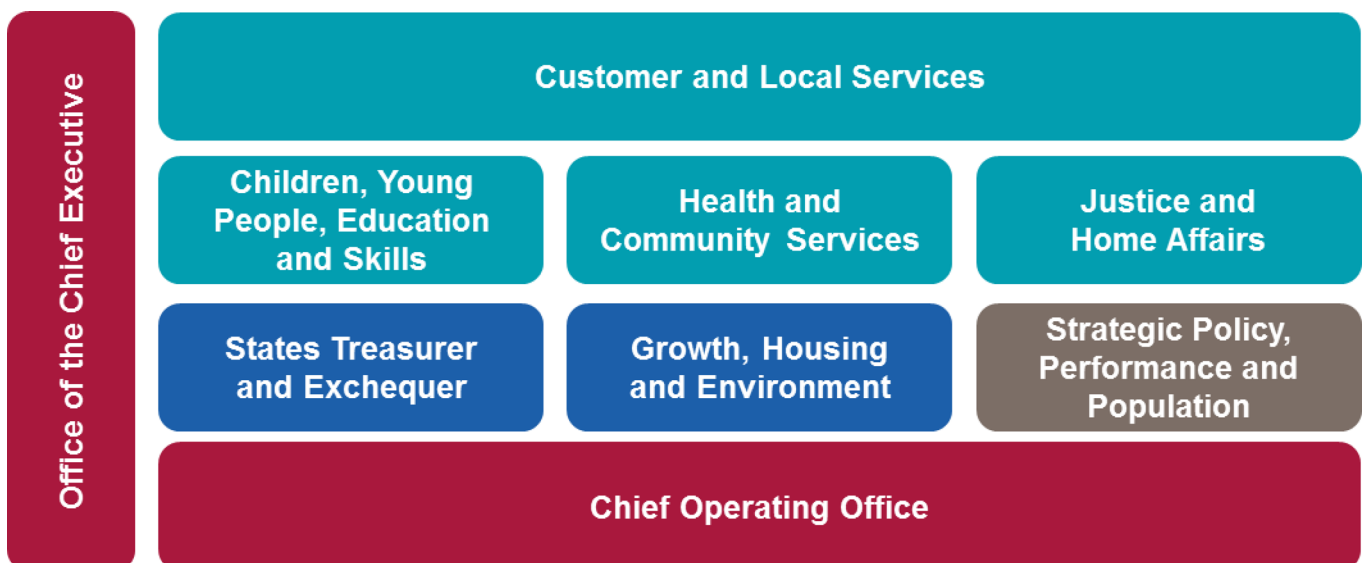 Office of the Chief Executive
Customer and Local Services
Children, Young
People, Education
and Skills
Health and
Community Services
Justice and
Home Affairs
States Treasurer
and Exchequer
Growth, Housing
and Environment
Strategic Policy,
Performance and
Population
Chief Operating Office